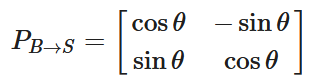 P_{B→S} = [ cos θ  − sin θ ]
[ sin θ  cos θ ]